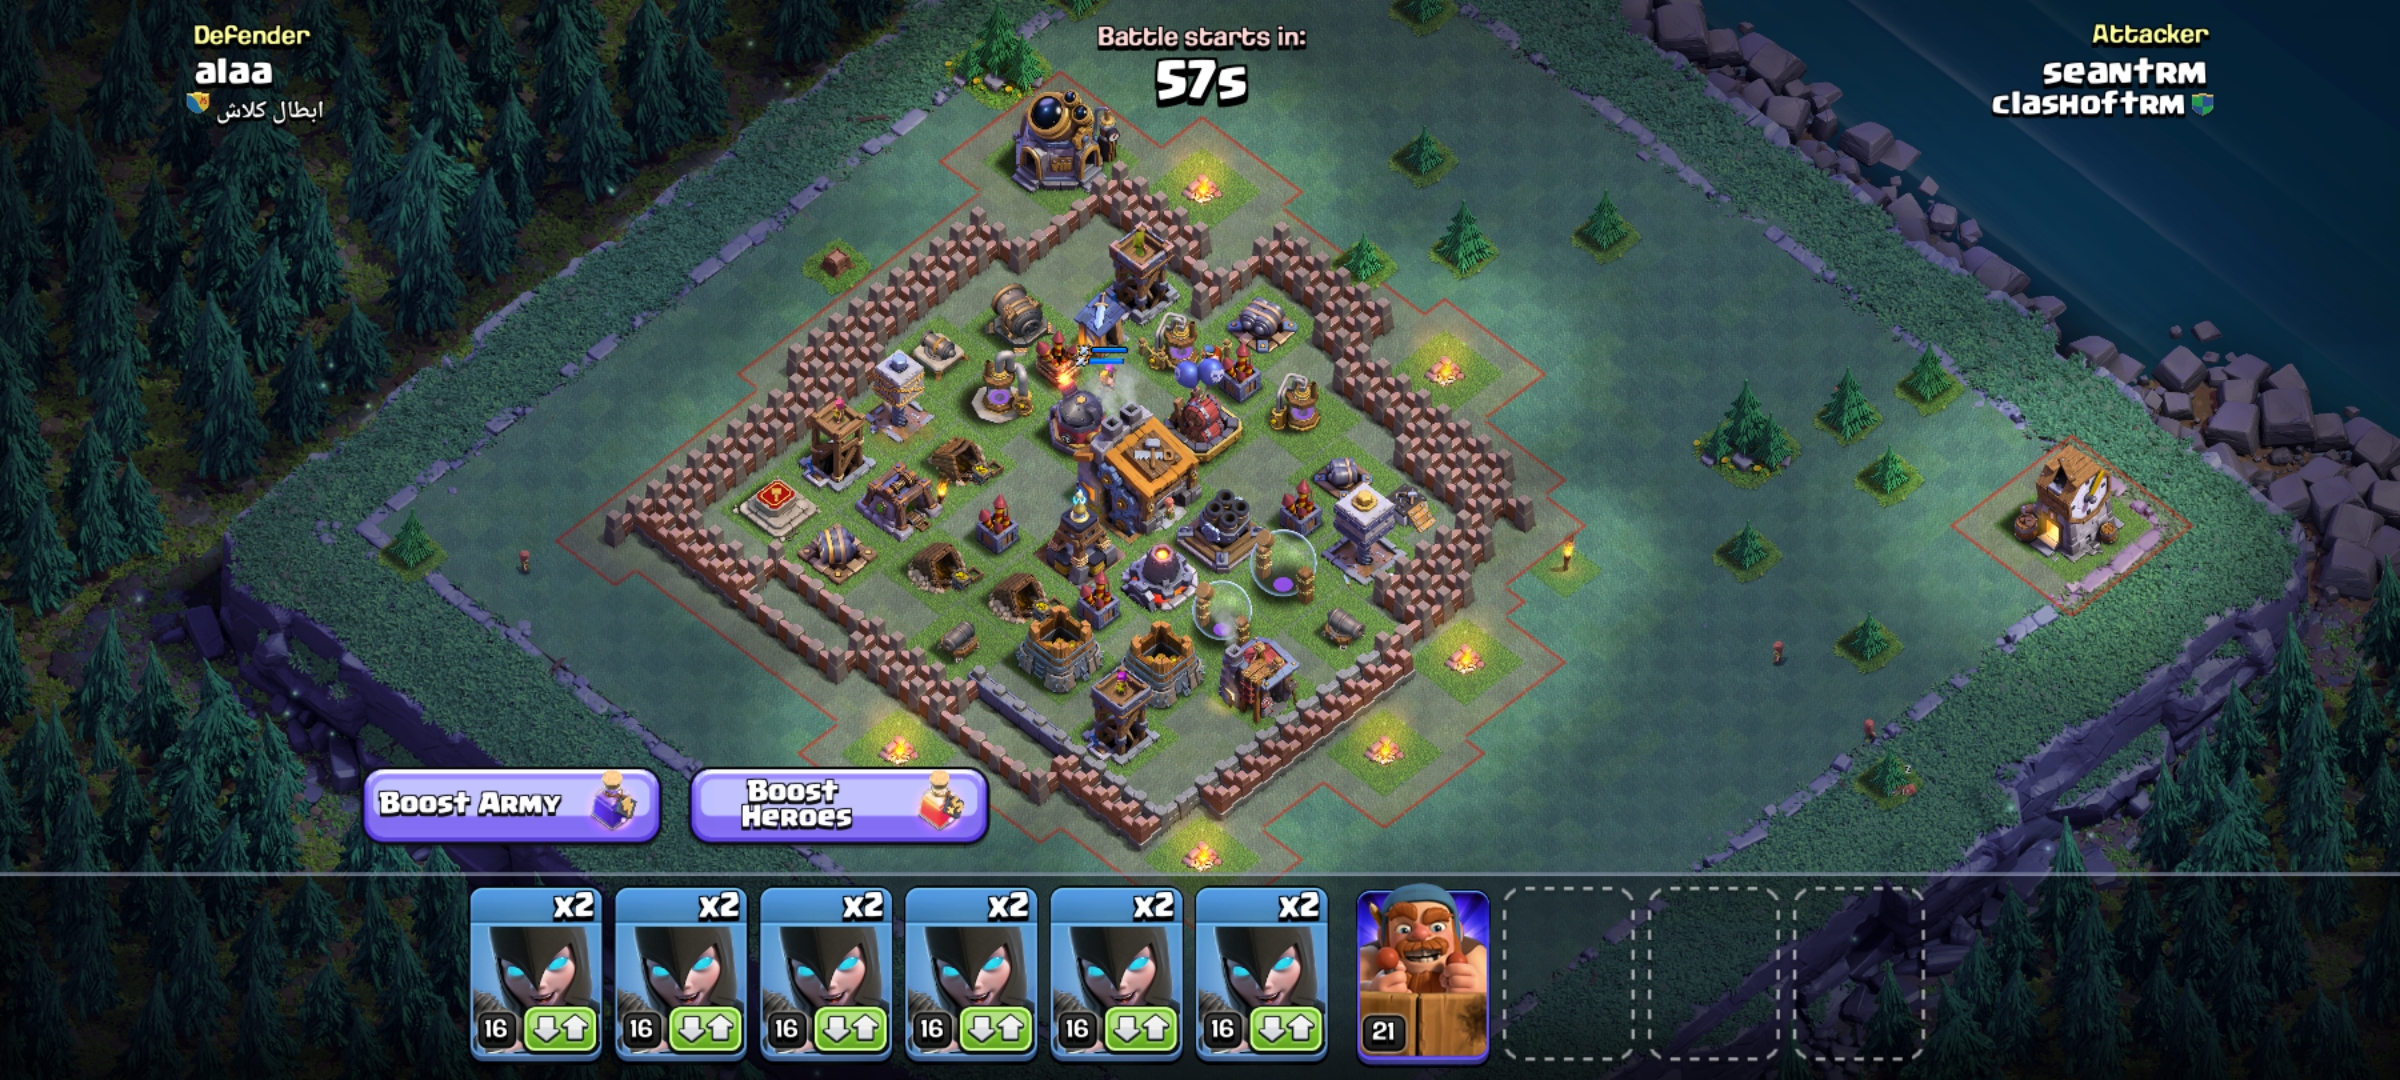 Defender
alaa
ابطال كلاش
Battle starts in:
57s
Attacker
seantRM
clashoftRM
Boost Army
Boost
Heroes
x2
x2
x2
x2
x2
x2
16
16
16
16
16
16
21